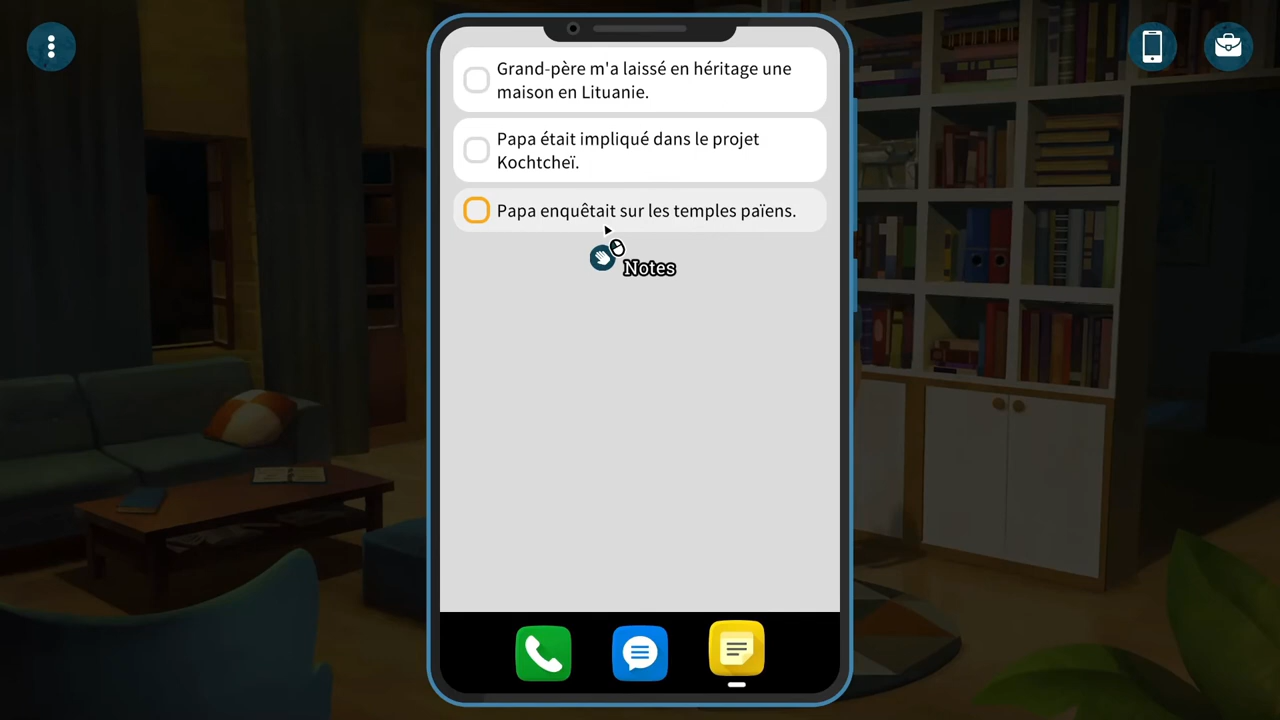 Grand-père m'a laissé en héritage une
maison en Lituanie.
Papa était impliqué dans le projet
Kochtcheï.
Papa enquêtait sur les temples païens.
Notes